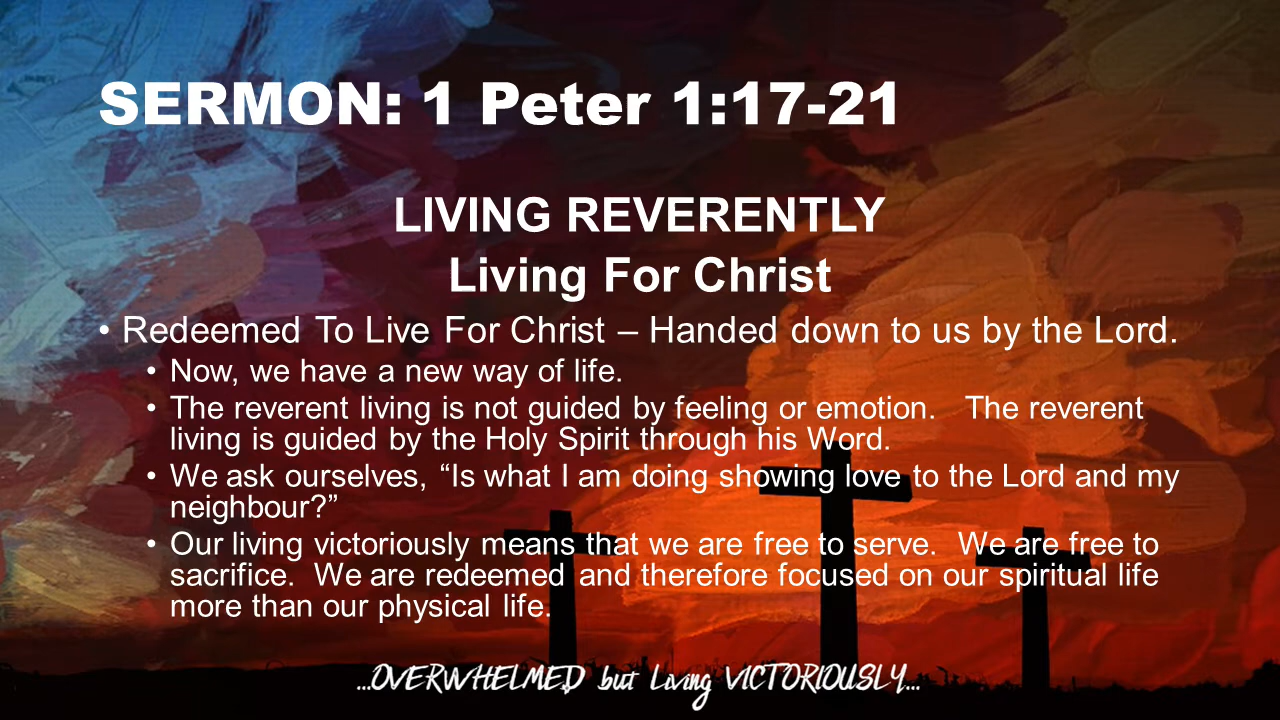 SERMON: 1 Peter 1:17-21
LIVING REVERENTLY
Living For Christ
• Redeemed To Live For Christ – Handed down to us by the Lord.
• Now, we have a new way of life.
• The reverent living is not guided by feeling or emotion.   The reverent
living is guided by the Holy Spirit through his Word.
• We ask ourselves, “Is what I am doing showing love to the Lord and my
neighbour?”
• Our living victoriously means that we are free to serve.  We are free to
sacrifice.  We are redeemed and therefore focused on our spiritual life
more than our physical life.
...OVERWHELMED but Living VICTORIOUSLY...